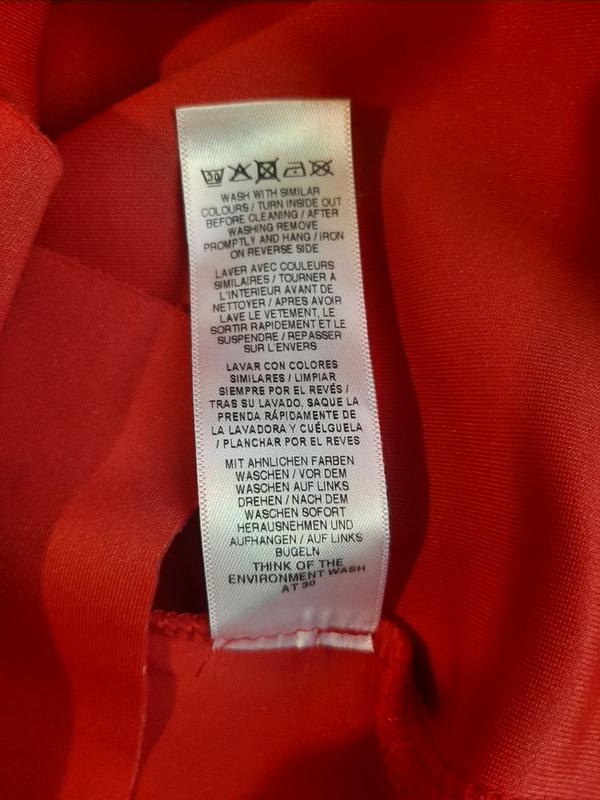 30
WASH WITH SIMILAR
COLOURS / TURN INSIDE OUT
BEFORE CLEANING / AFTER
WASHING REMOVE
PROMPTLY AND HANG / IRON
ON REVERSE SIDE
LAVER AVEC COULEURS
SIMILAIRES / TOURNER A
L'INTERIEUR AVANT DE
NETTOYER / APRES AVOIR
LAVE LE VETEMENT, LE
SORTIR RAPIDEMENT ET LE
SUSPENDRE / REPASSER
SUR L'ENVERS
LAVAR CON COLORES
SIMILARES / LIMPIAR
SIEMPRE POR EL REVÉS /
TRAS SU LAVADO, SAQUE LA
PRENDA RÁPIDAMENTE DE
LA LAVADORA Y CUÉLGUELA
/ PLANCHAR POR EL REVES
MIT AHNLICHEN FARBEN
WASCHEN / VOR DEM
WASCHEN AUF LINKS
DREHEN / NACH DEM
WASCHEN SOFORT
HERAUSNEHMEN UND
AUFHANGEN / AUF LINKS
BUGELN
THINK OF THE
ENVIRONMENT WASH
AT 30